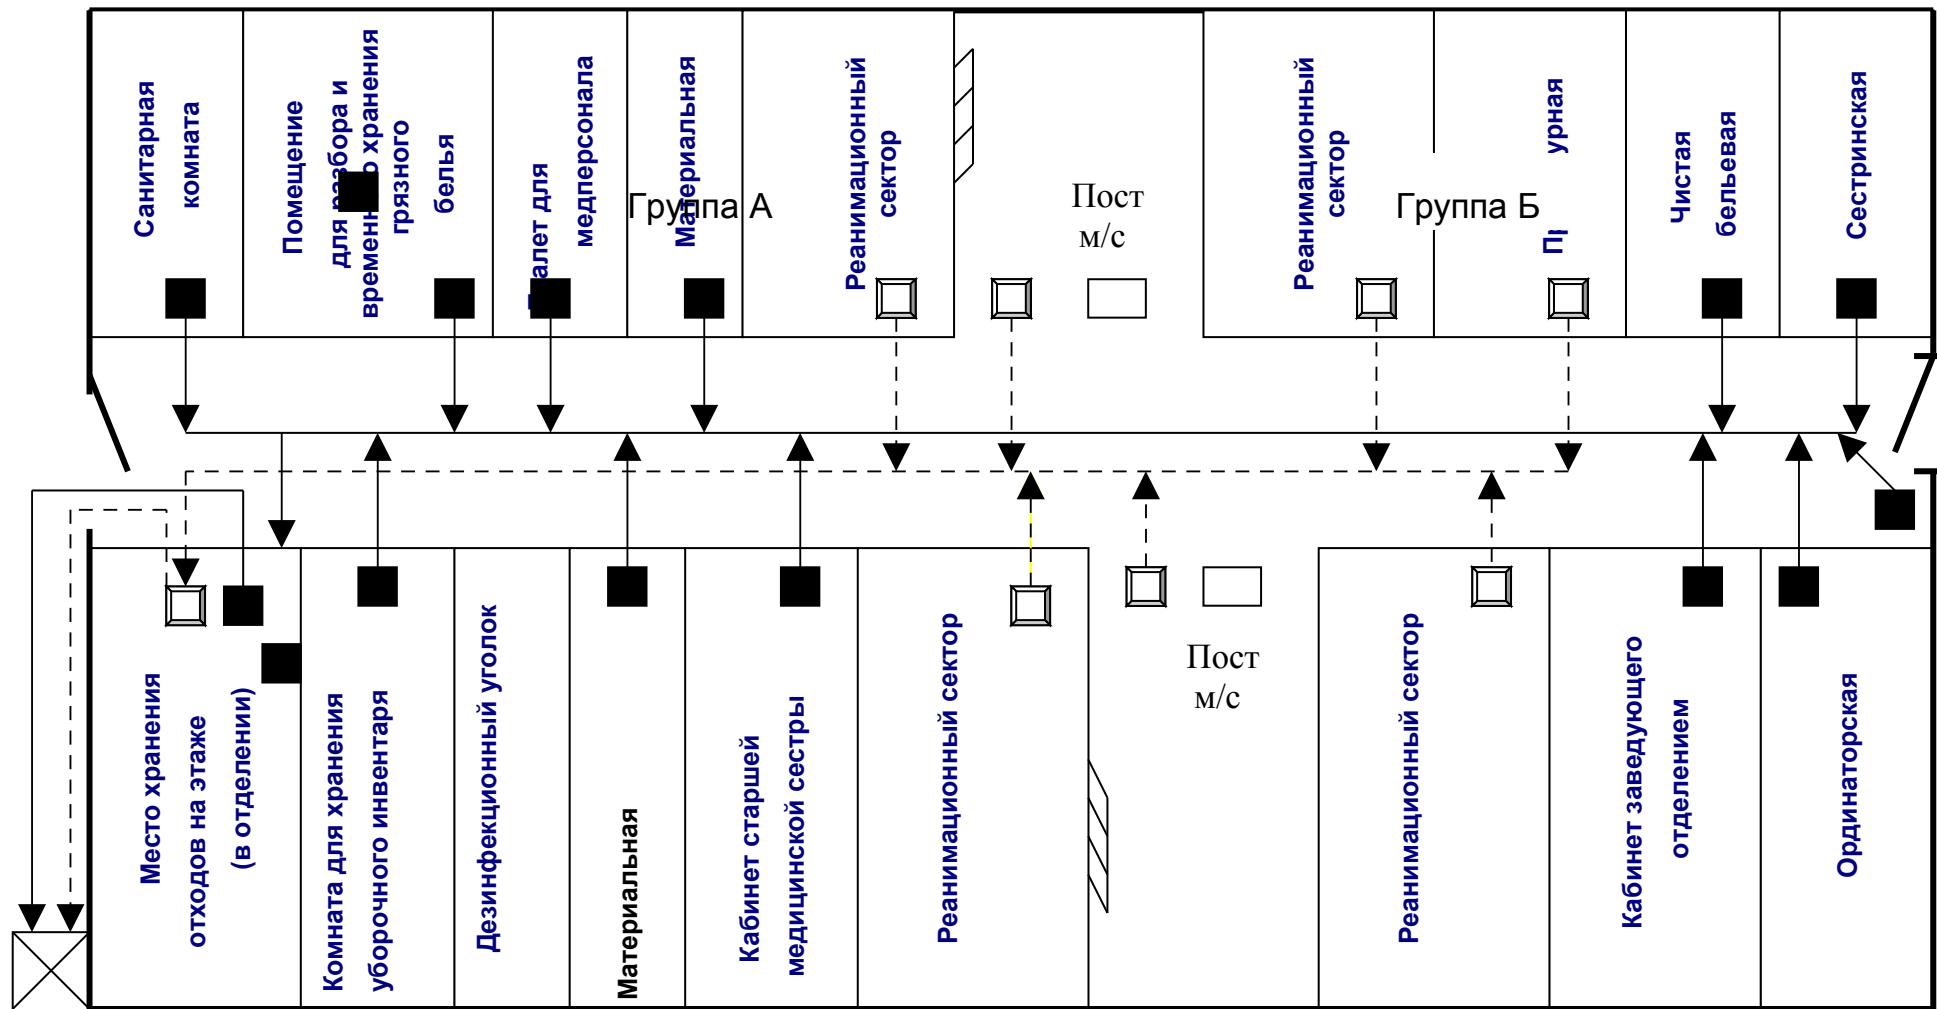 Санитарная
комната
Помещение
для разбора и
временного хранения
грязного
белья
алет для
медперсонала
Материальная
Группа А
Реанимационный
сектор
Пост
м/с
Реанимационный
сектор
Группа Б
урная
Чистая
бельевая
Сестринская
Место хранения
отходов на этаже
(в отделении)
Комната для хранения
уборочного инвентаря
Дезинфекционный уголок
Материальная
Кабинет старшей
медицинской сестры
Реанимационный сектор
Пост
м/с
Реанимационный сектор
Кабинет заведующего
отделением
Ординаторская